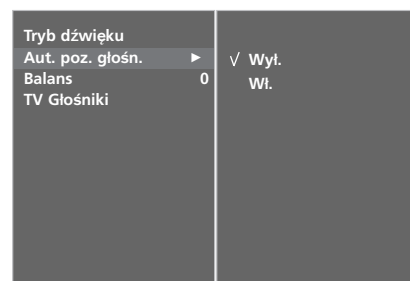 Tryb dźwięku
Aut. poz. głośn. ►
Balans 0
TV Głośniki
√ Wył.
Wł.